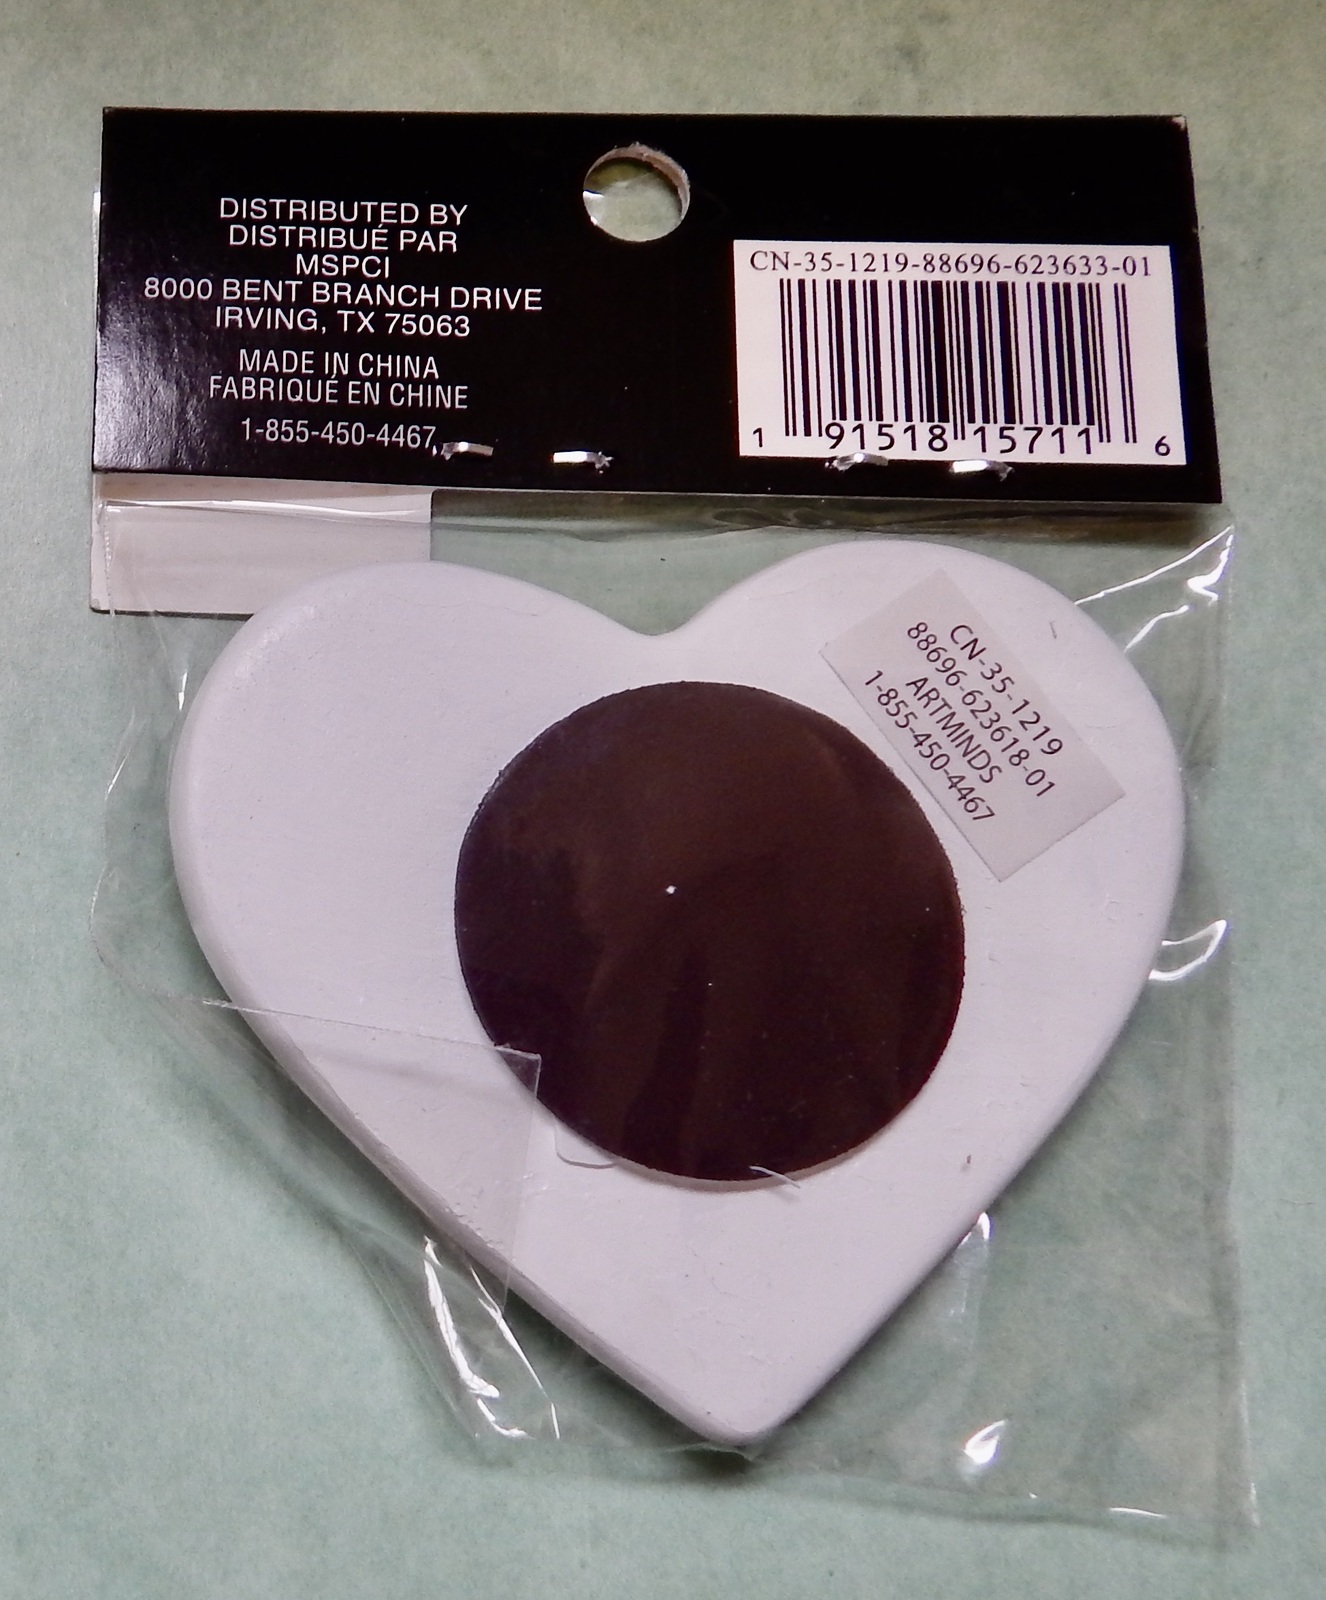 DISTRIBUTED BY
DISTRIBUÉ PAR
MSPCI
8000 BENT BRANCH DRIVE
IRVING, TX 75063
MADE IN CHINA
FABRIQUÉ EN CHINE
1-855-450-4467
CN-35-1219-88696-623633-01
1 91518 15711 6
CN-35-1219
88696-623618-01
ARTMINDS
1-855-450-4467